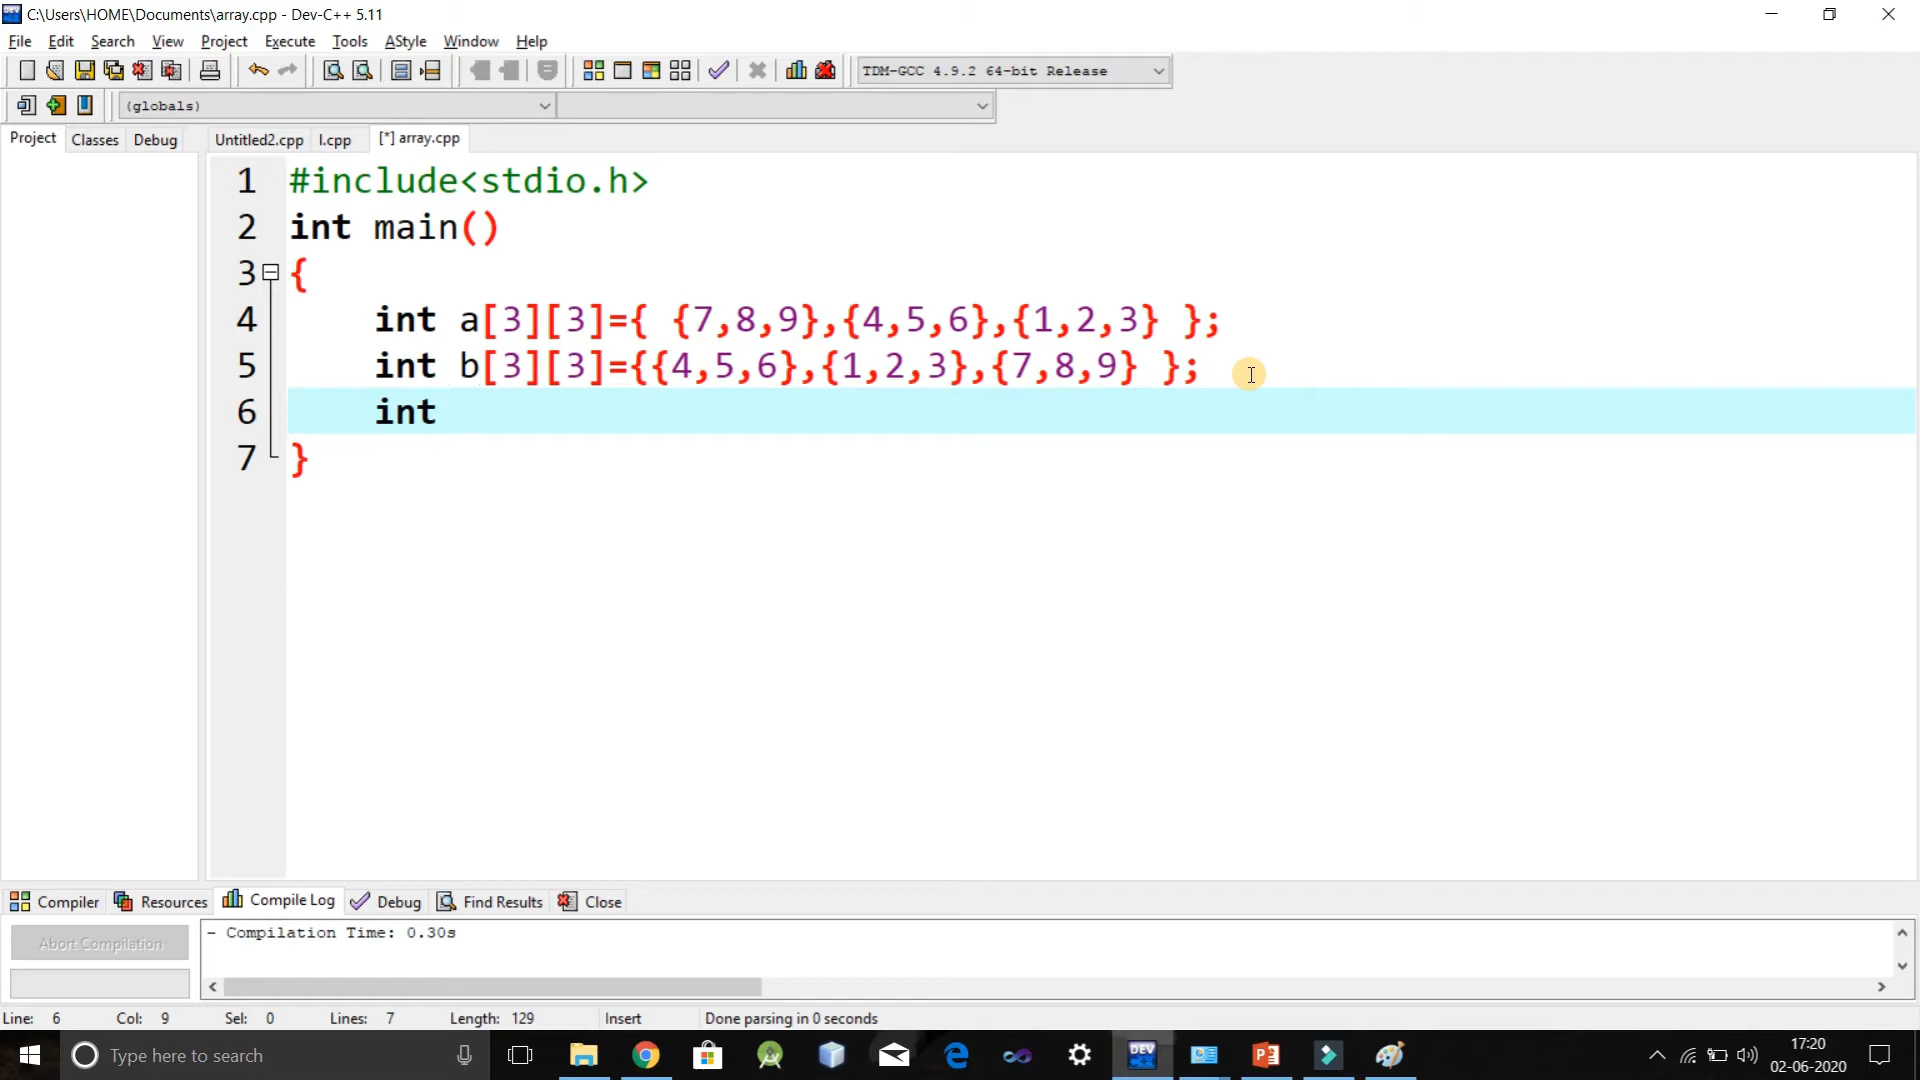 C:\Users\HOME\Documents\array.cpp - Dev-C++ 5.11
File Edit Search View Project Execute Tools AStyle Window Help
TDM-GCC 4.9.2 64-bit Release
(globals)
Project Classes Debug Untitled2.cpp l.cpp [*] array.cpp
1 #include<stdio.h>
2 int main()
3 {
4 int a[3][3]={ {7,8,9},{4,5,6},{1,2,3} };
5 int b[3][3]={{4,5,6},{1,2,3},{7,8,9} };
6 int
7 }
Compiler Resources Compile Log Debug Find Results Close
Abort Compilation
- Compilation Time: 0.30s
Line: 6 Col: 9 Sel: 0 Lines: 7 Length: 129 Insert Done parsing in 0 seconds
Type here to search
DEV
17:20
02-06-2020